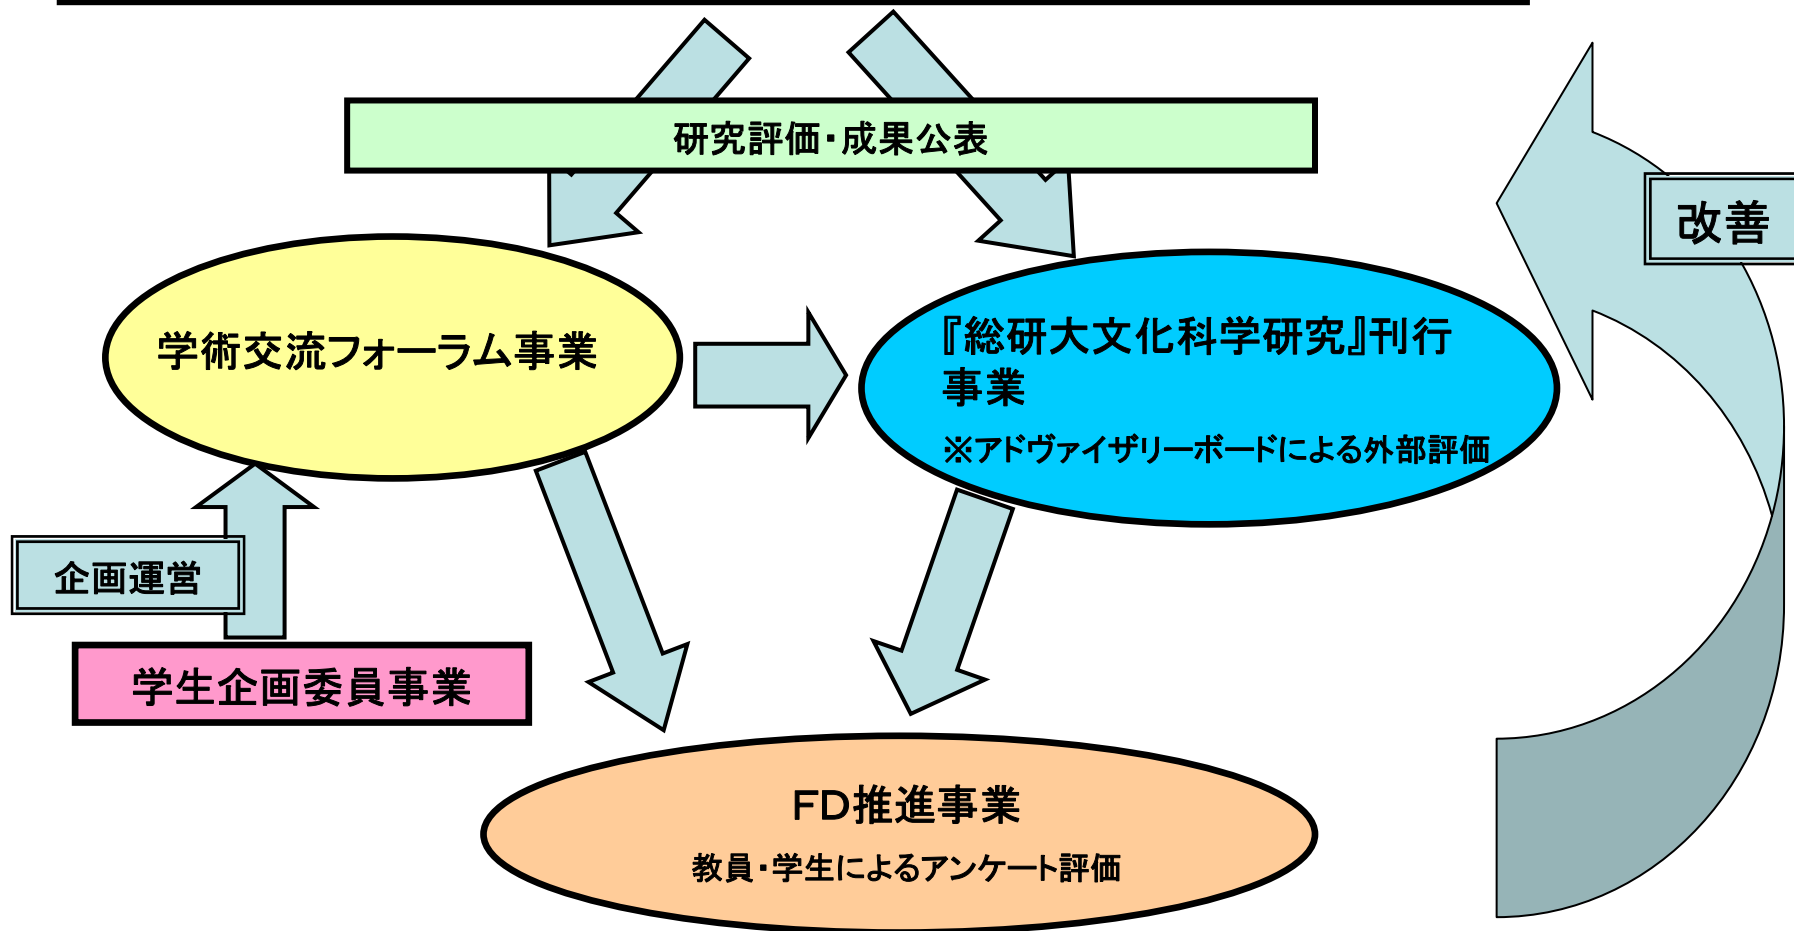 研究評価・成果公表
改善
学術交流フォーラム事業
『総研大文化科学研究』刊行
事業
※アドヴァイザリーボードによる外部評価
企画運営
学生企画委員事業
FD推進事業
教員・学生によるアンケート評価